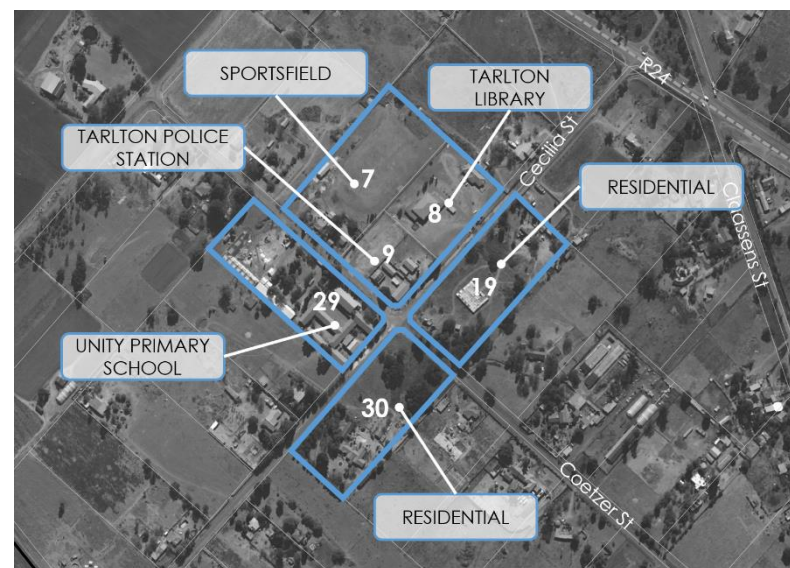 SPORTSFIELD
TARLTON
LIBRARY
R24
TARLTON POLICE
STATION
Cecilia St
7
RESIDENTIAL
8
Claassens St
9
19
29
UNITY PRIMARY
SCHOOL
30
Coetzer St
RESIDENTIAL